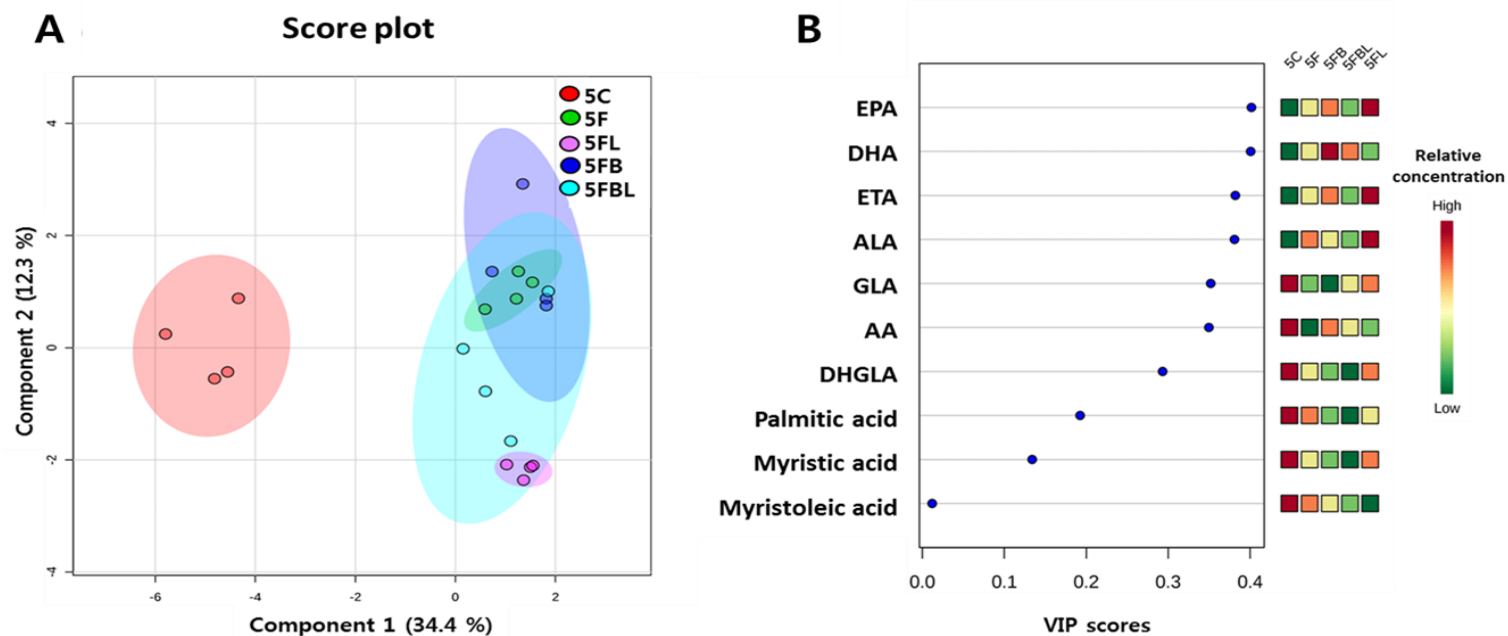 A
Score plot
5C
5F
5FL
5FB
5FBL
4
2
0
-2
-4
Component 2 (12.3 %)
-6
-4
-2
0
2
Component 1 (34.4 %)
B
5C 5F 5FB 5FBL 5FL
EPA
DHA
ETA
ALA
GLA
AA
DHGLA
Palmitic acid
Myristic acid
Myristoleic acid
0.0 0.1 0.2 0.3 0.4
VIP scores
Relative
concentration
High
Low